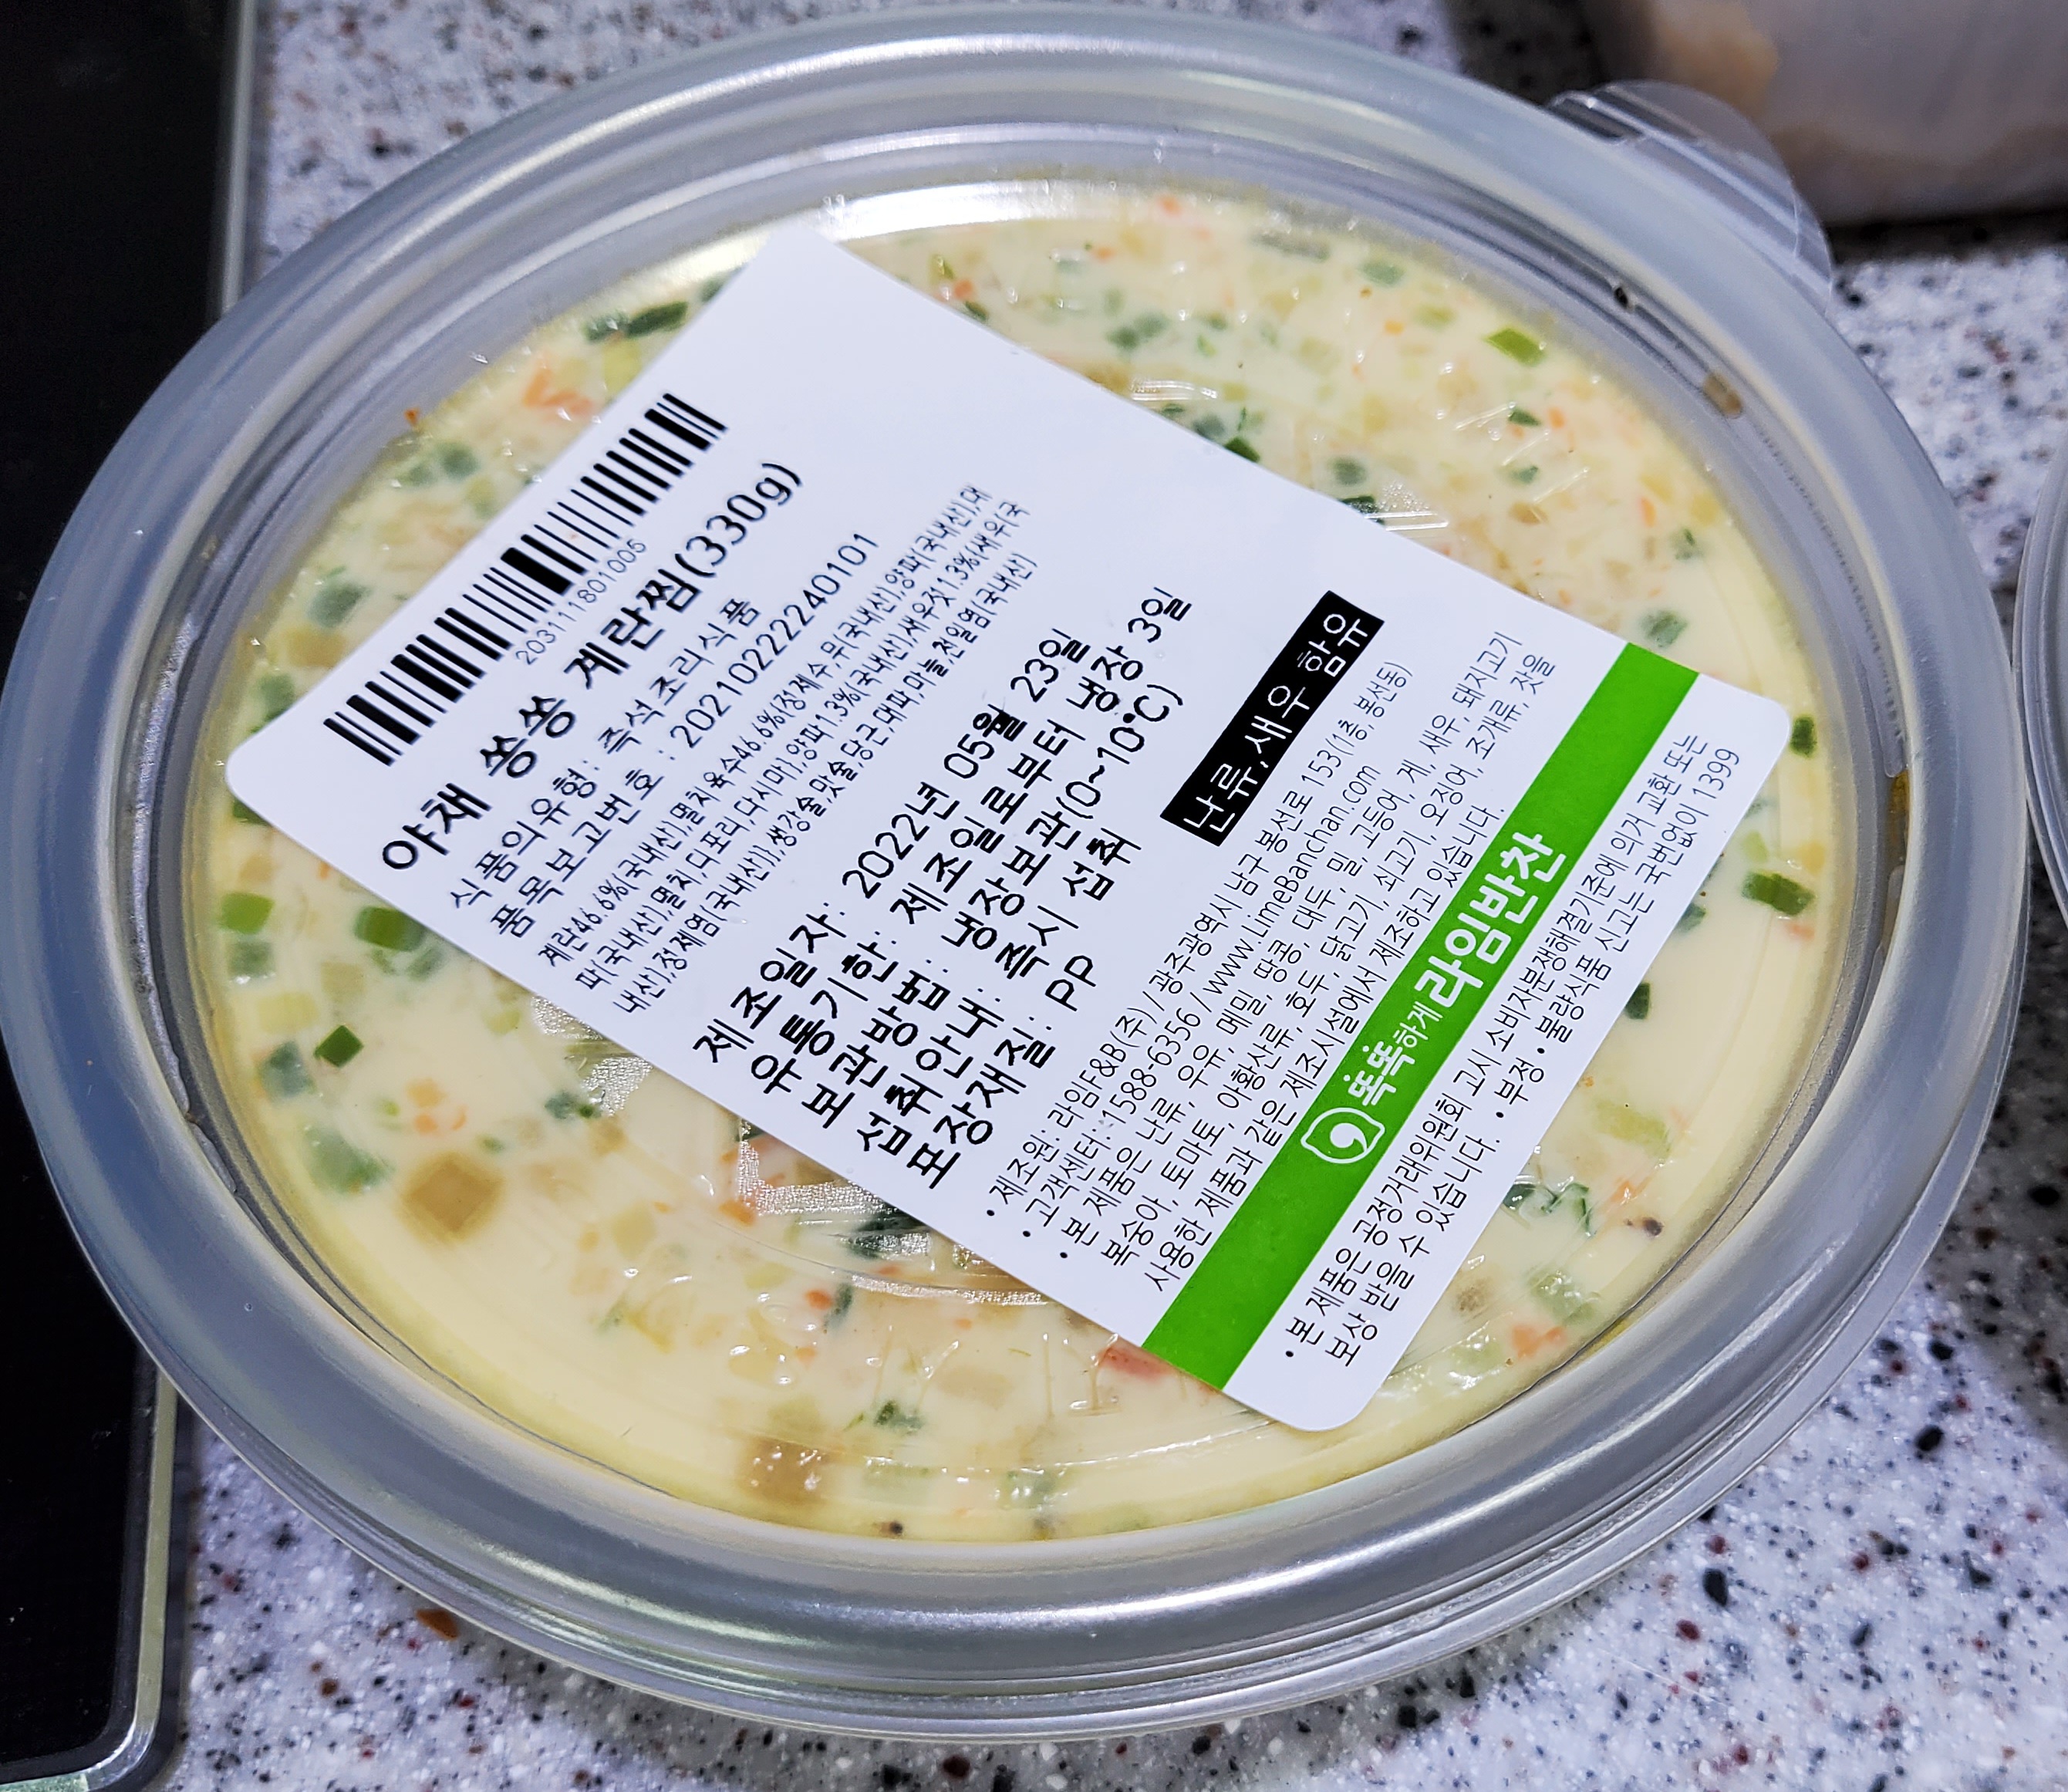 203111801005
야채 쏭쏭 계란찜(330g)
식품의유형: 즉석조리식품
품목보고번호 : 20210222240101
계란46.6%(국내산),멸치육수46.6%(정제수,무(국내산),양파(국내산),대
파(국내산),멸치,디포리,다시마),양파1.3%(국내산),새우젓1.3%(새우(국
내산),정제염(국내산)),생강술,맛술,당근,대파,마늘,천일염(국내산)
제조일자: 2022년 05월 23일
유통기한: 제조일로부터 냉장 3일
보관방법: 냉장보관(0~10°C)
섭취안내: 즉시 섭취
포장재질: PP
난류,새우 함유
• 제조원: 라임F&B(주) / 광주광역시 남구 봉선로 153(1층, 봉선동)
• 고객센터: 1588-6356 / www.LimeBanchan.com
• 본 제품은 난류, 우유, 메밀, 땅콩, 대두, 밀, 고등어, 게, 새우, 돼지고기
복숭아, 토마토, 아황산류, 호두, 닭고기, 쇠고기, 오징어, 조개류, 잣을
사용한 제품과 같은 제조시설에서 제조하고 있습니다.
똑똑하게 라임반찬
• 본 제품은 공정거래위원회 고시 소비자분쟁해결기준에 의거 교환 또는
보상 받을 수 있습니다. • 부정 • 불량식품 신고는 국번없이 1399